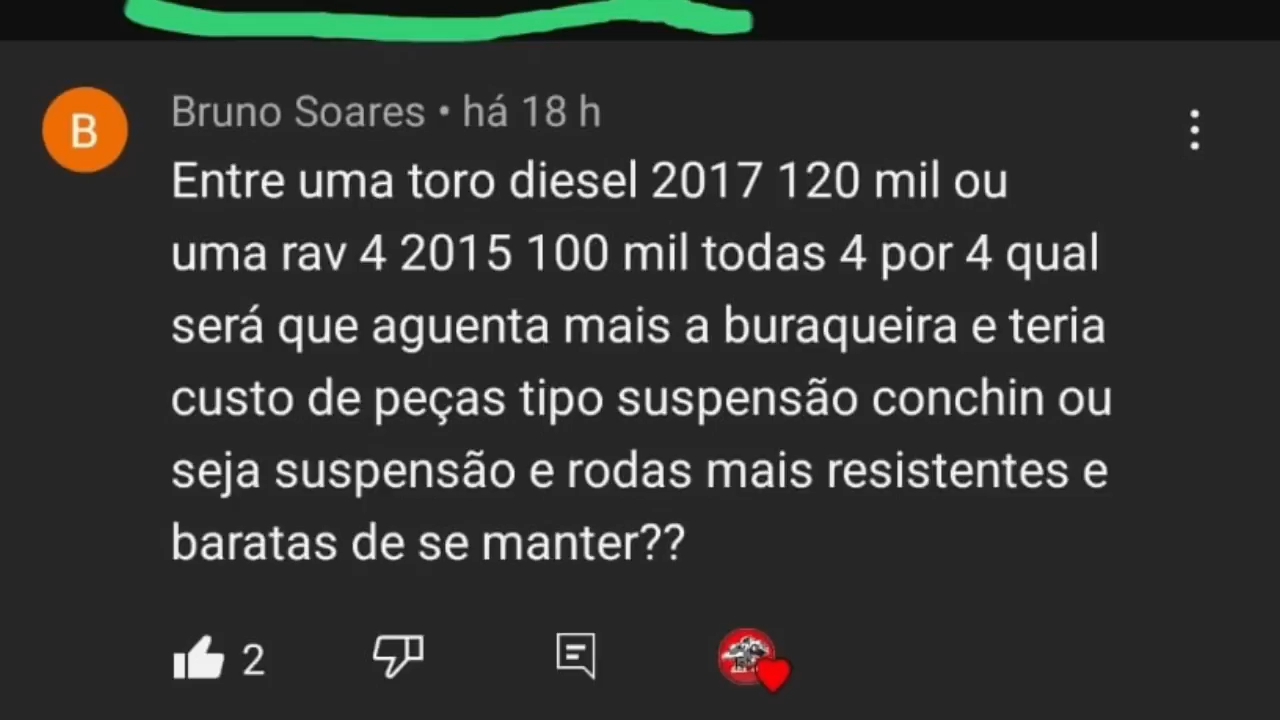 B
Bruno Soares • há 18 h
Entre uma toro diesel 2017 120 mil ou
uma rav 4 2015 100 mil todas 4 por 4 qual
será que aguenta mais a buraqueira e teria
custo de peças tipo suspensão conchin ou
seja suspensão e rodas mais resistentes e
baratas de se manter??
2